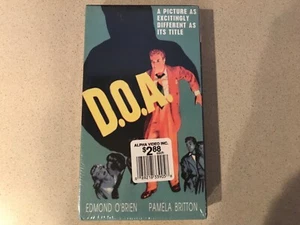 A PICTURE AS
EXCITINGLY
DIFFERENT AS
ITS TITLE
D.O.A.
ALPHA VIDEO INC.
$2.88
EDMOND O'BRIEN PAMELA BRITTON